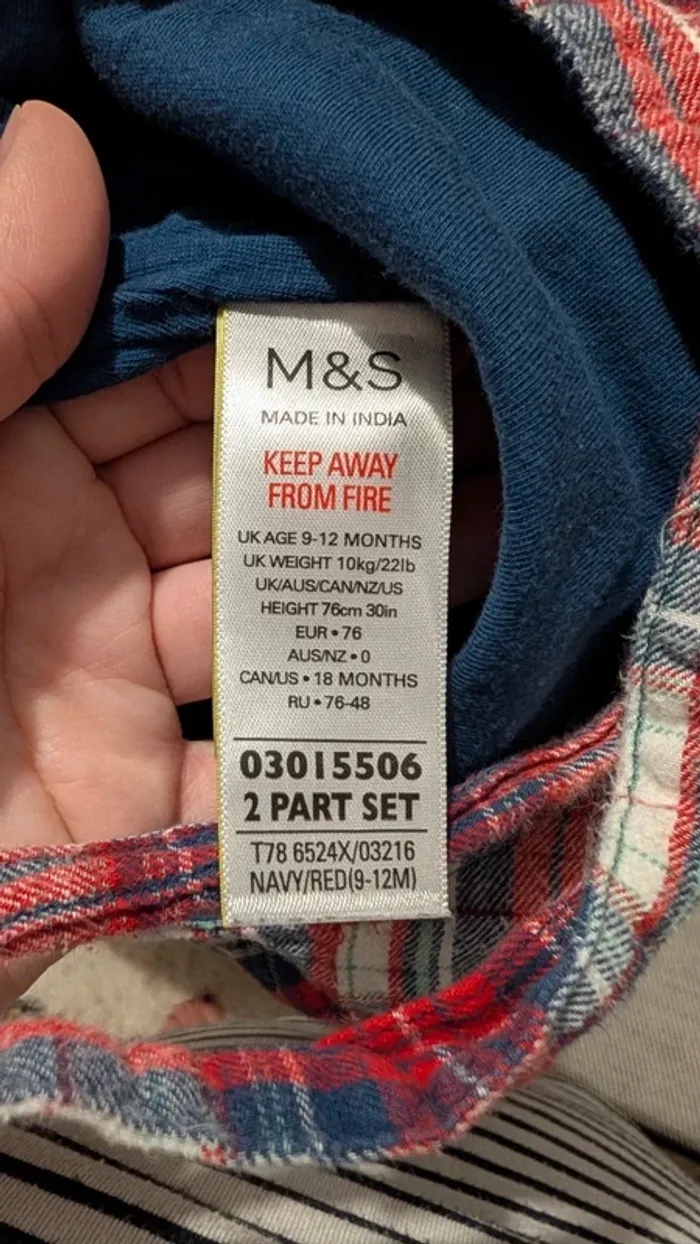 M&S
MADE IN INDIA
KEEP AWAY
FROM FIRE
UK AGE 9-12 MONTHS
UK WEIGHT 10kg/22lb
UK/AUS/CAN/NZ/US
HEIGHT 76cm 30in
EUR • 76
AUS/NZ • 0
CAN/US • 18 MONTHS
RU • 76-48
03015506
2 PART SET
T78 6524X/03216
NAVY/RED(9-12M)